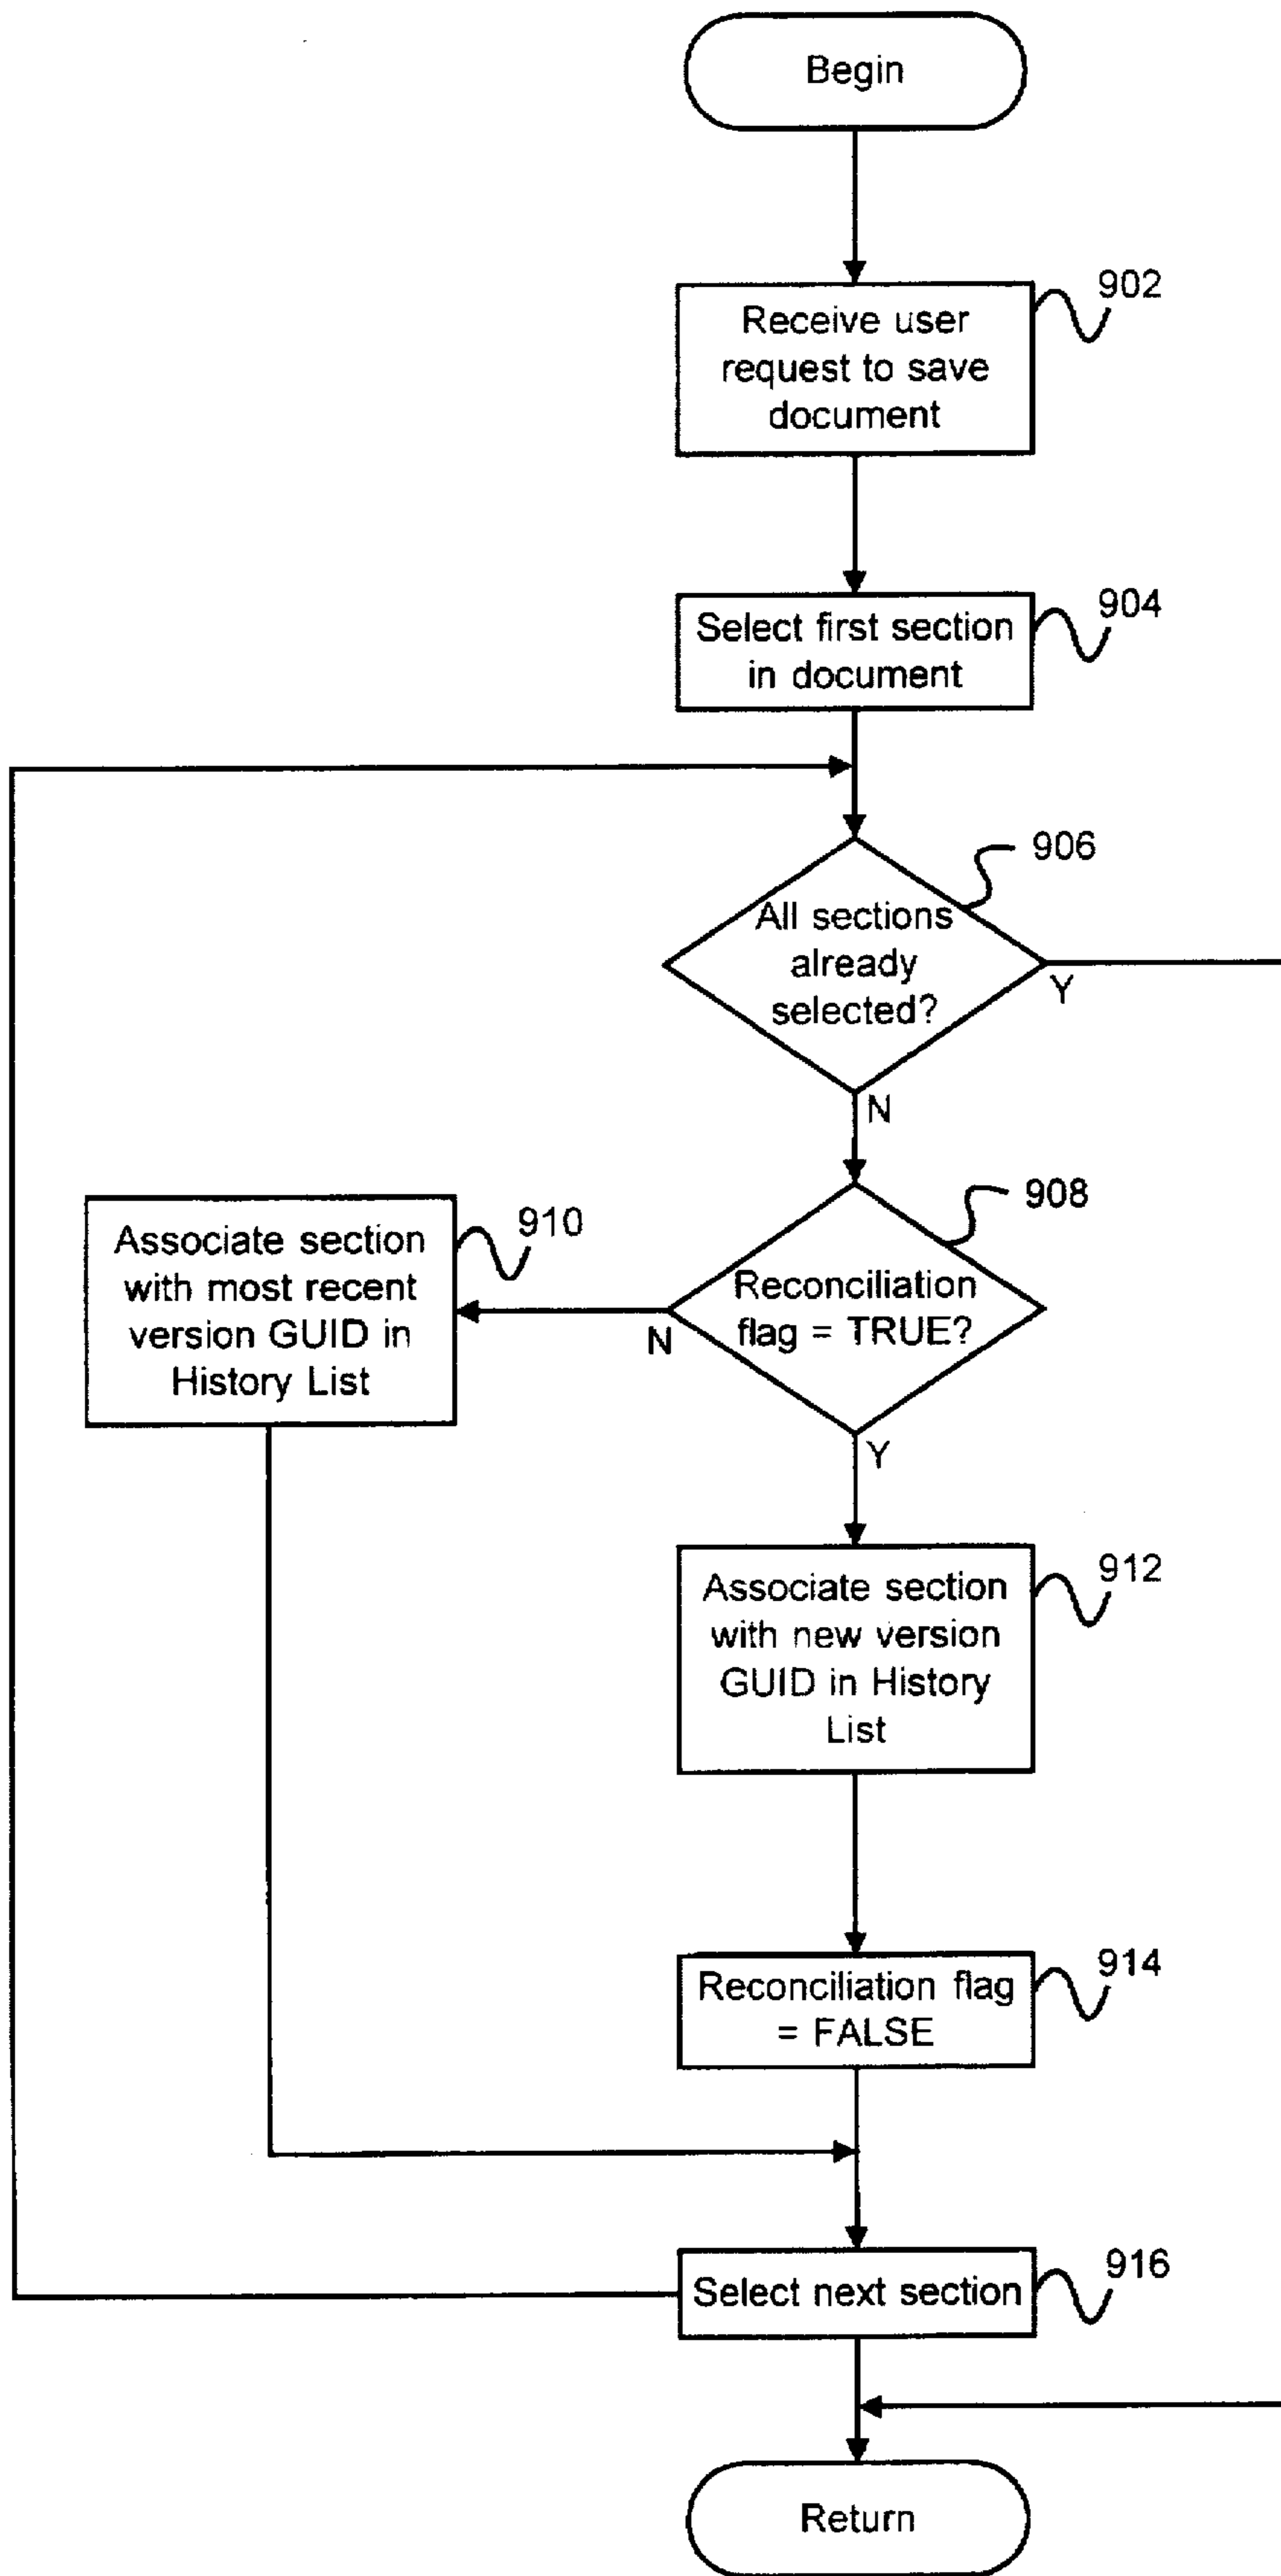 Begin
902
Receive user
request to save
document
904
Select first section
in document
906
All sections
already
selected?
Y
N
908
Reconciliation
flag = TRUE?
N
Y
910
Associate section
with most recent
version GUID in
History List
912
Associate section
with new version
GUID in History
List
914
Reconciliation flag
= FALSE
916
Select next section
Return